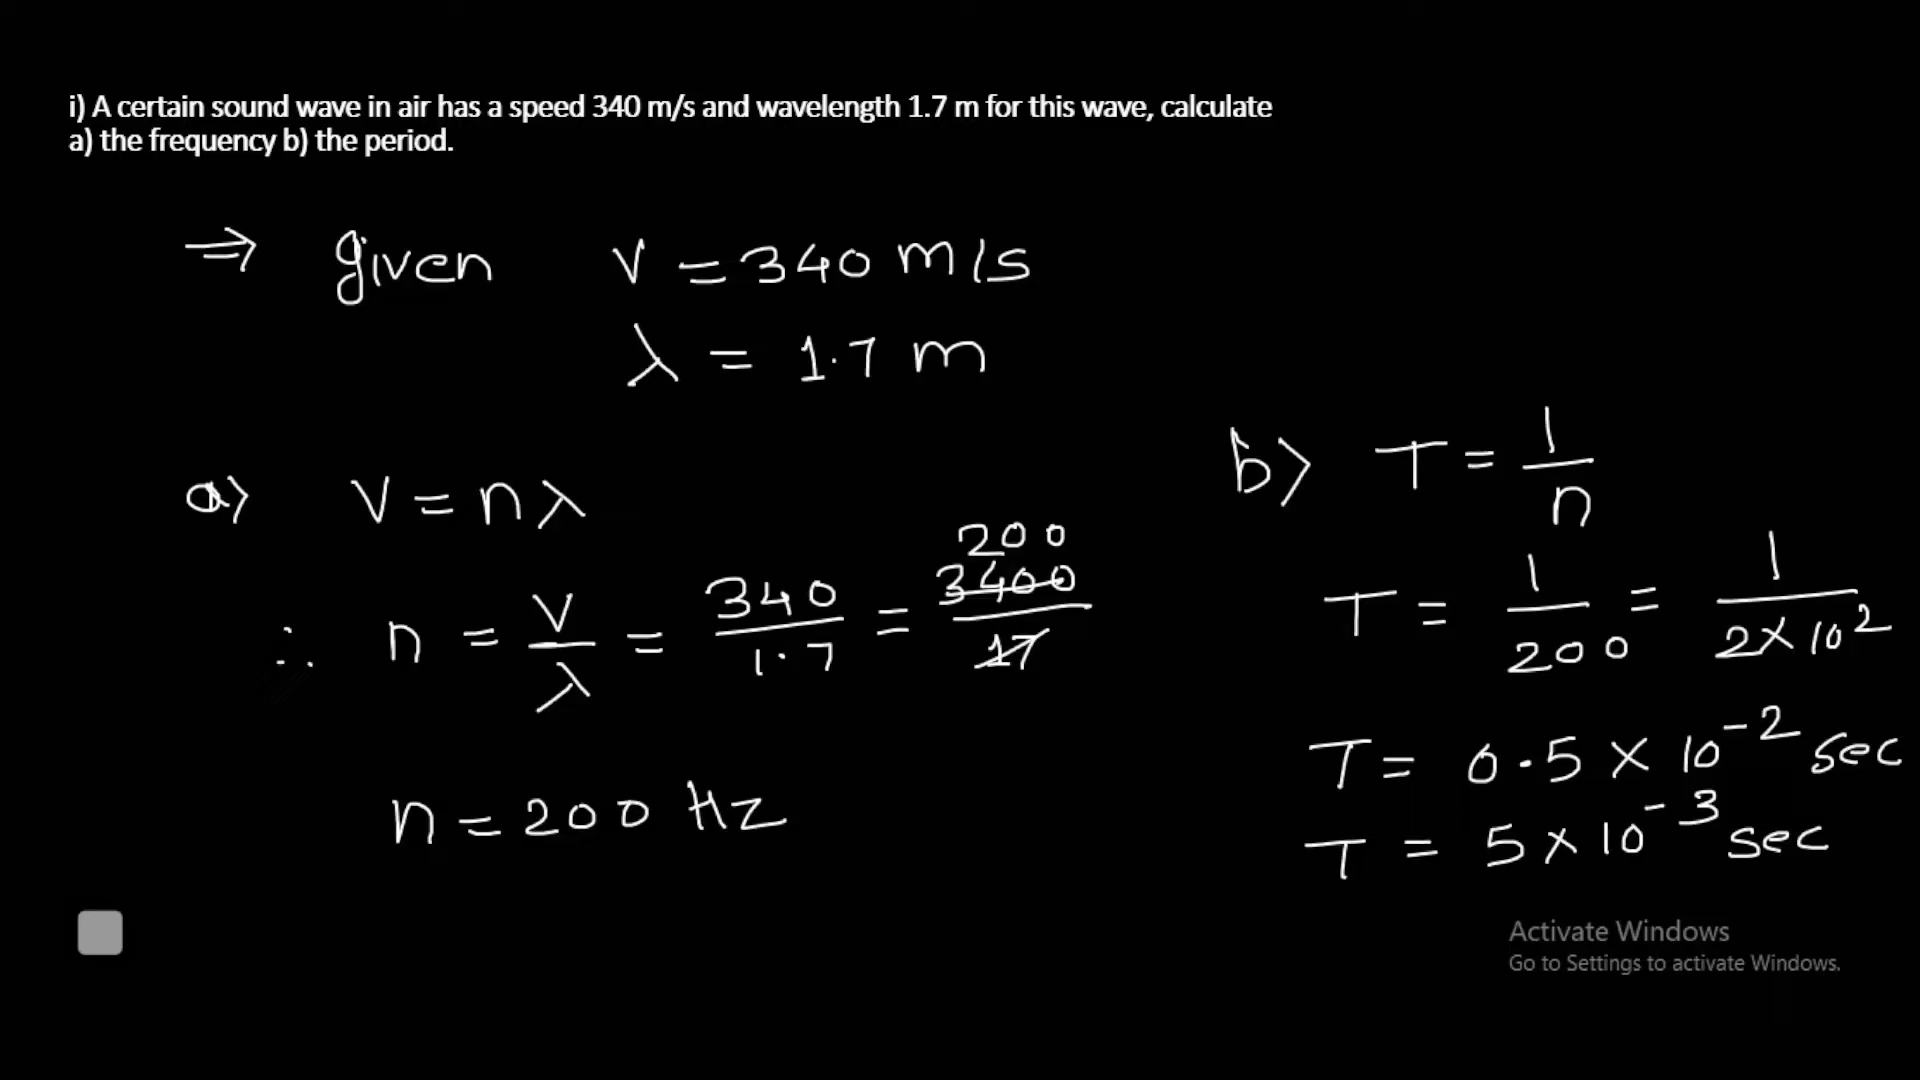 i) A certain sound wave in air has a speed 340 m/s and wavelength 1.7 m for this wave, calculate
a) the frequency b) the period.
⇒ given v = 340 m/s
λ = 1.7 m
a) v = nλ
∴ n = v/λ = 340/1.7 = 3400/17 200
n = 200 Hz
b) T = 1/n
T = 1/200 = 1/2×10²
T = 0.5 × 10⁻² sec
T = 5 × 10⁻³ sec
Activate Windows
Go to Settings to activate Windows.